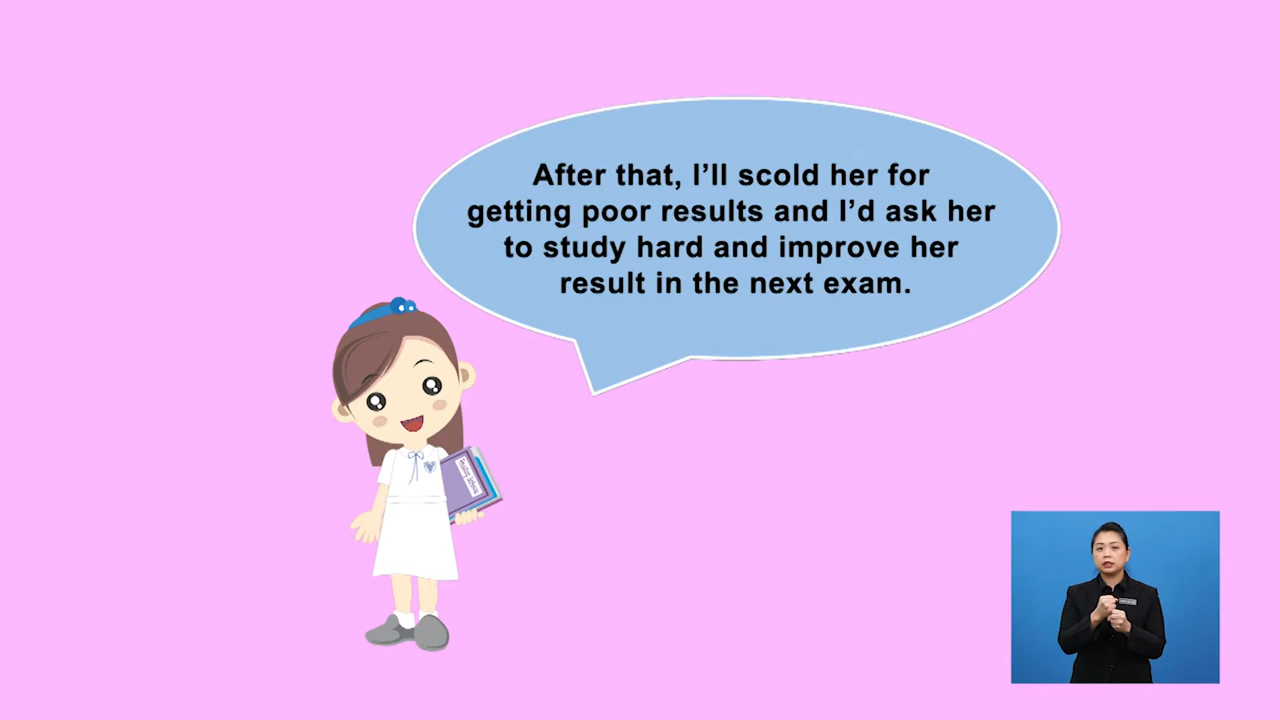 After that, I’ll scold her for
getting poor results and I’d ask her
to study hard and improve her
result in the next exam.